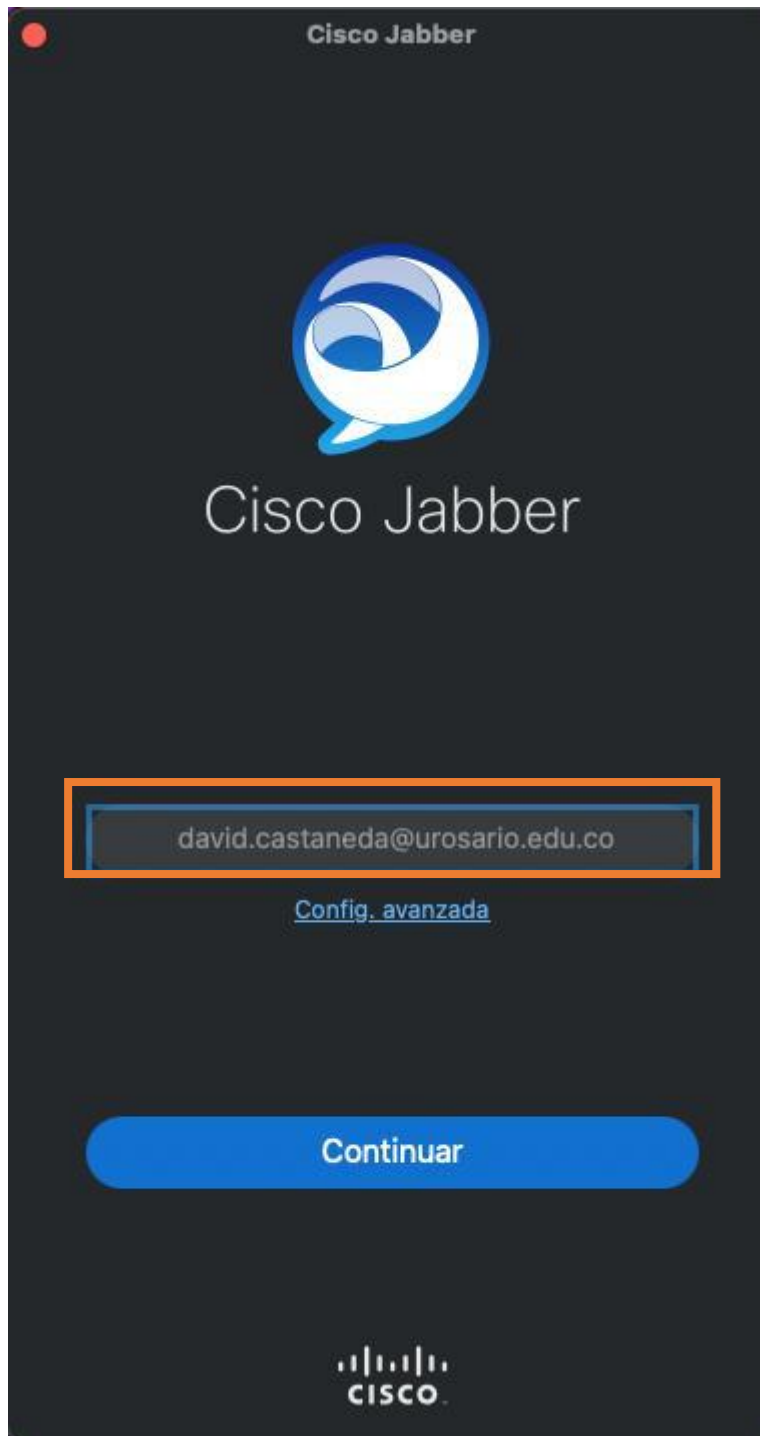 Cisco Jabber
Cisco Jabber
david.castaneda@urosario.edu.co
Config. avanzada
Continuar
CISCO